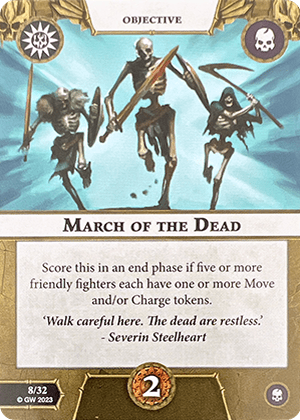 OBJECTIVE
MARCH OF THE DEAD
Score this in an end phase if five or more
friendly fighters each have one or more Move
and/or Charge tokens.
‘Walk careful here. The dead are restless.’
- Severin Steelheart
8/32
© GW 2023
2